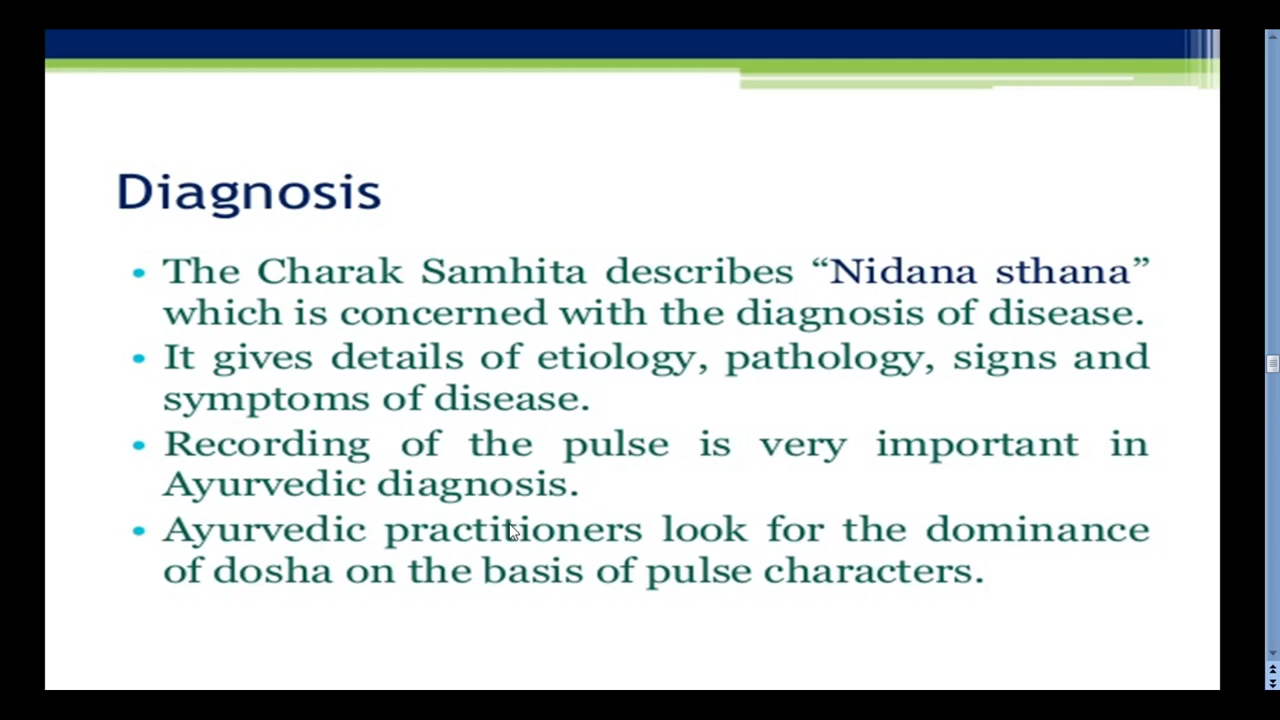 Diagnosis
• The Charak Samhita describes “Nidana sthana”
which is concerned with the diagnosis of disease.
• It gives details of etiology, pathology, signs and
symptoms of disease.
• Recording of the pulse is very important in
Ayurvedic diagnosis.
• Ayurvedic practitioners look for the dominance
of dosha on the basis of pulse characters.